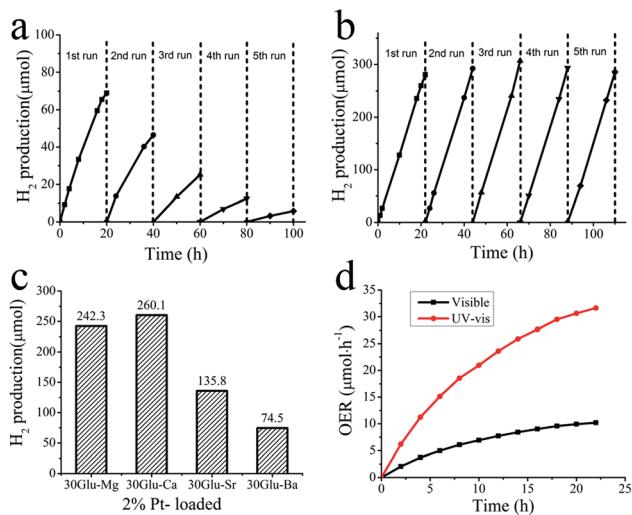 a
H2 production(μmol)
100
80
60
40
20
0
1st run 2nd run 3rd run 4th run 5th run
0 20 40 60 80 100
Time (h)
b
H2 production(μmol)
300
200
100
0
1st run 2nd run 3rd run 4th run 5th run
0 20 40 60 80 100
Time (h)
c
H2 production(μmol)
300
250
200
150
100
50
0
242.3 260.1 135.8 74.5
30Glu-Mg 30Glu-Ca 30Glu-Sr 30Glu-Ba
2% Pt- loaded
d
OER (μmol·h-1)
35
30
25
20
15
10
5
0
Visible
UV-vis
0 5 10 15 20 25
Time (h)